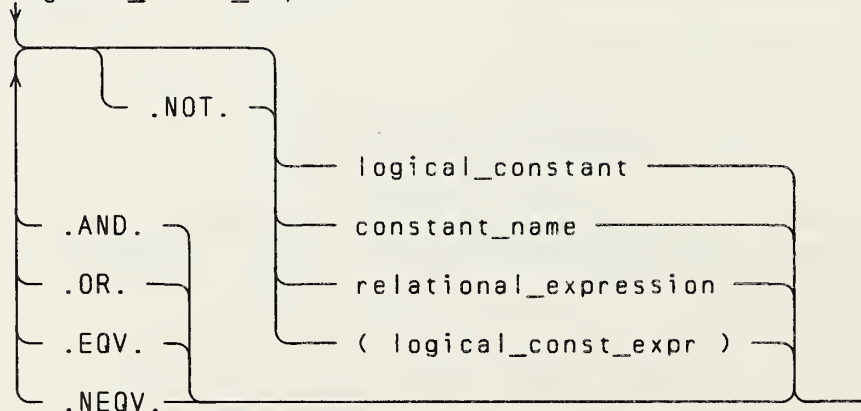 .NOT.
logical_constant
.AND. constant_name
.OR. relational_expression
.EQV. ( logical_const_expr )
.NEQV.